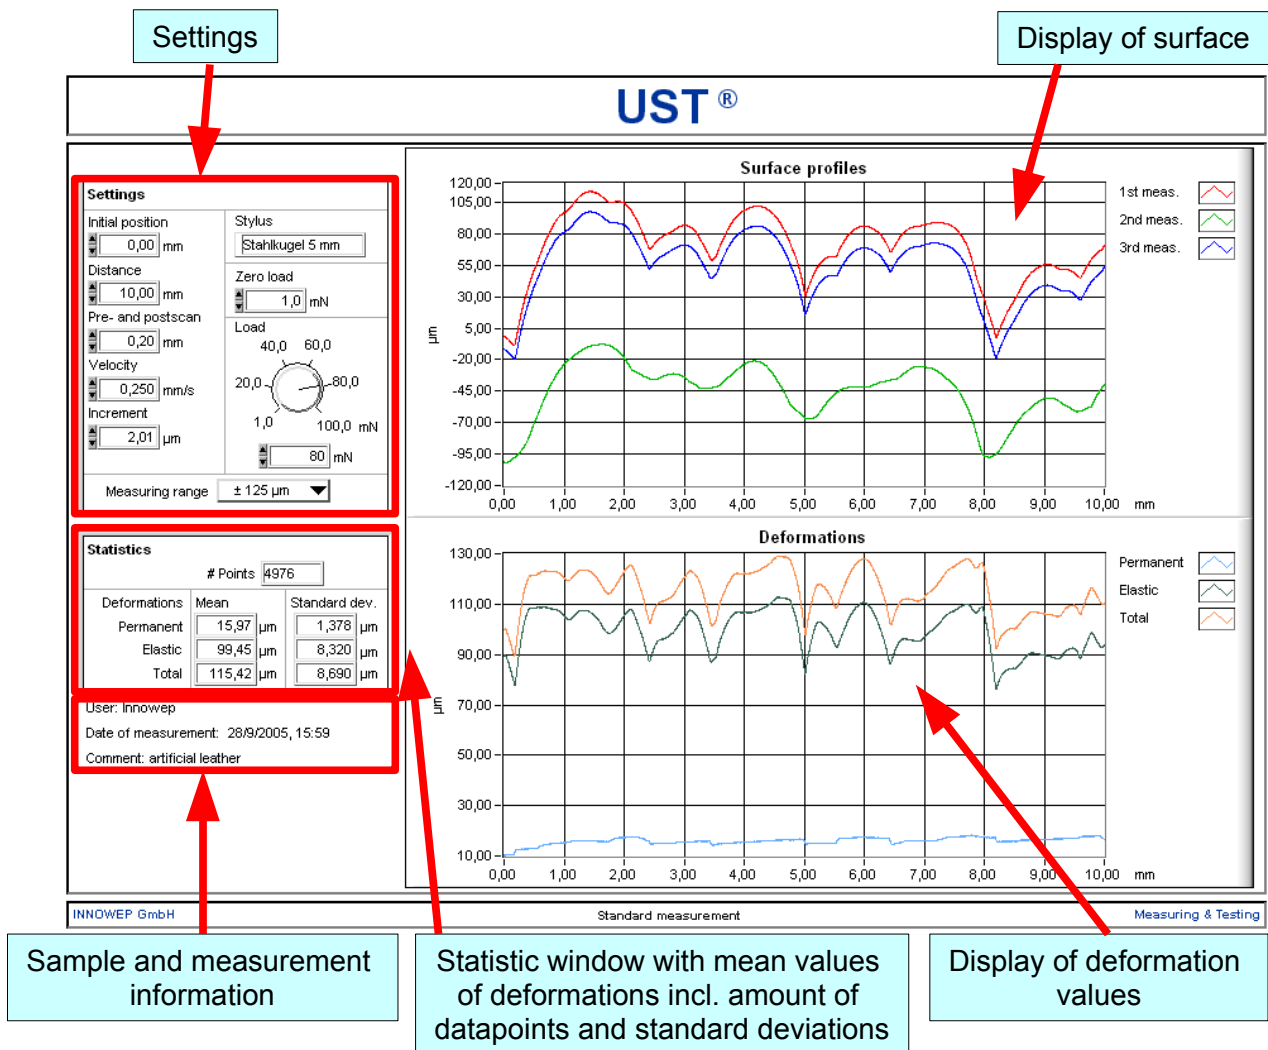 Settings
Display of surface
UST ®
Settings
Initial position
0,00 mm
Distance
10,00 mm
Pre- and postscan
0,20 mm
Velocity
0,250 mm/s
Increment
2,01 µm
Stylus
Stahlkugel 5 mm
Zero load
1,0 mN
Load
40,0 60,0
20,0 80,0
1,0 100,0 mN
80 mN
Measuring range ± 125 µm
Statistics
# Points 4976
Deformations Mean Standard dev.
Permanent 15,97 µm 1,378 µm
Elastic 99,45 µm 8,320 µm
Total 115,42 µm 8,690 µm
User: Innowep
Date of measurement: 28/9/2005, 15:59
Comment: artificial leather
Surface profiles
120,00
105,00
80,00
55,00
30,00
5,00
-20,00
-45,00
-70,00
-95,00
-120,00
µm
0,00 1,00 2,00 3,00 4,00 5,00 6,00 7,00 8,00 9,00 10,00 mm
1st meas.
2nd meas.
3rd meas.
Deformations
130,00
110,00
90,00
70,00
50,00
30,00
10,00
µm
0,00 1,00 2,00 3,00 4,00 5,00 6,00 7,00 8,00 9,00 10,00 mm
Permanent
Elastic
Total
INNOWEP GmbH
Standard measurement
Measuring & Testing
Sample and measurement
information
Statistic window with mean values
of deformations incl. amount of
datapoints and standard deviations
Display of deformation
values